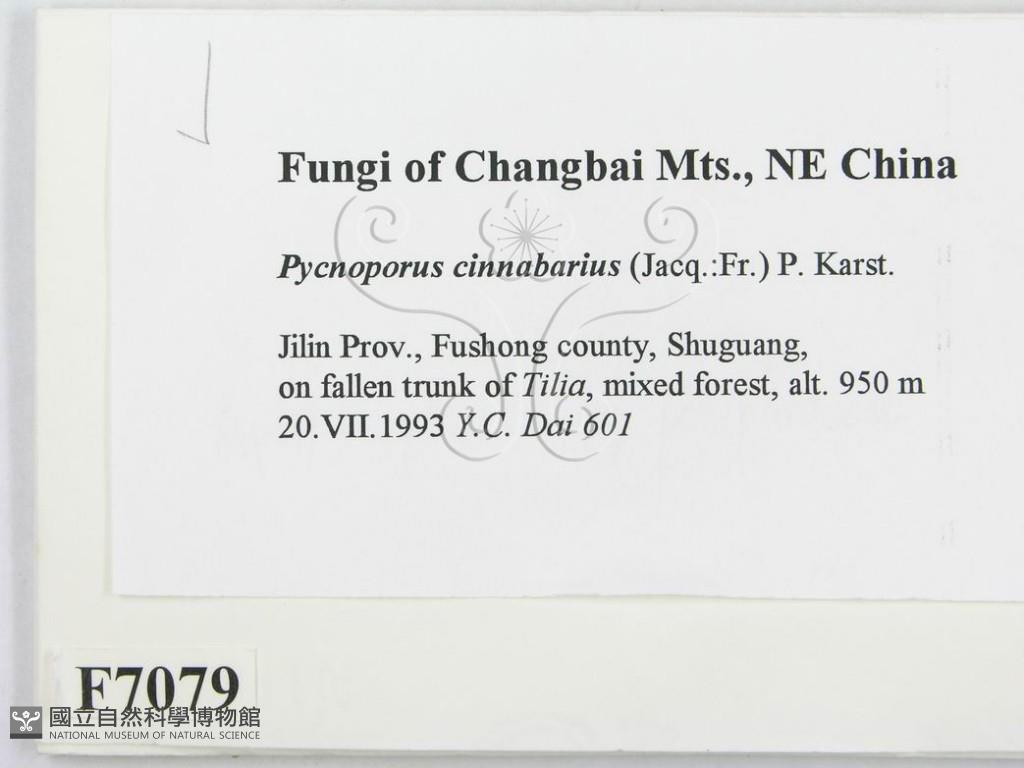 Fungi of Changbai Mts., NE China
Pycnoporus cinnabarius (Jacq.:Fr.) P. Karst.
Jilin Prov., Fushong county, Shuguang,
on fallen trunk of Tilia, mixed forest, alt. 950 m
20.VII.1993 Y.C. Dai 601
F7079
國立自然科學博物館
NATIONAL MUSEUM OF NATURAL SCIENCE